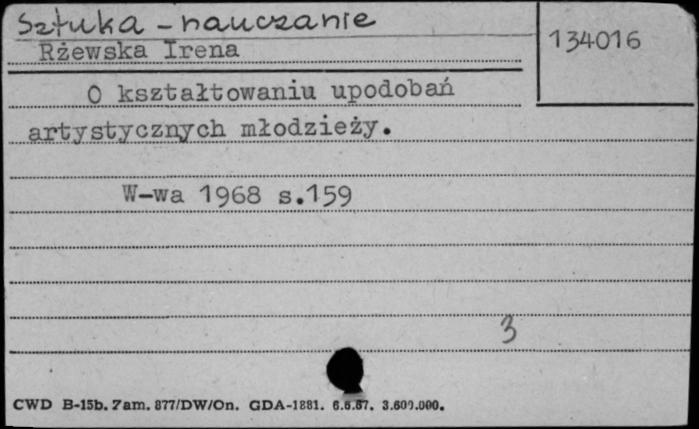 Sztuka - nauczanie
Rżewska Irena
134016
O kształtowaniu upodobań
artystycznych młodzieży.
W-wa 1968 s.159
3
CWD B-15b. Zam. 877/DW/On. GDA-1881. 6.6.67. 3.600.000.